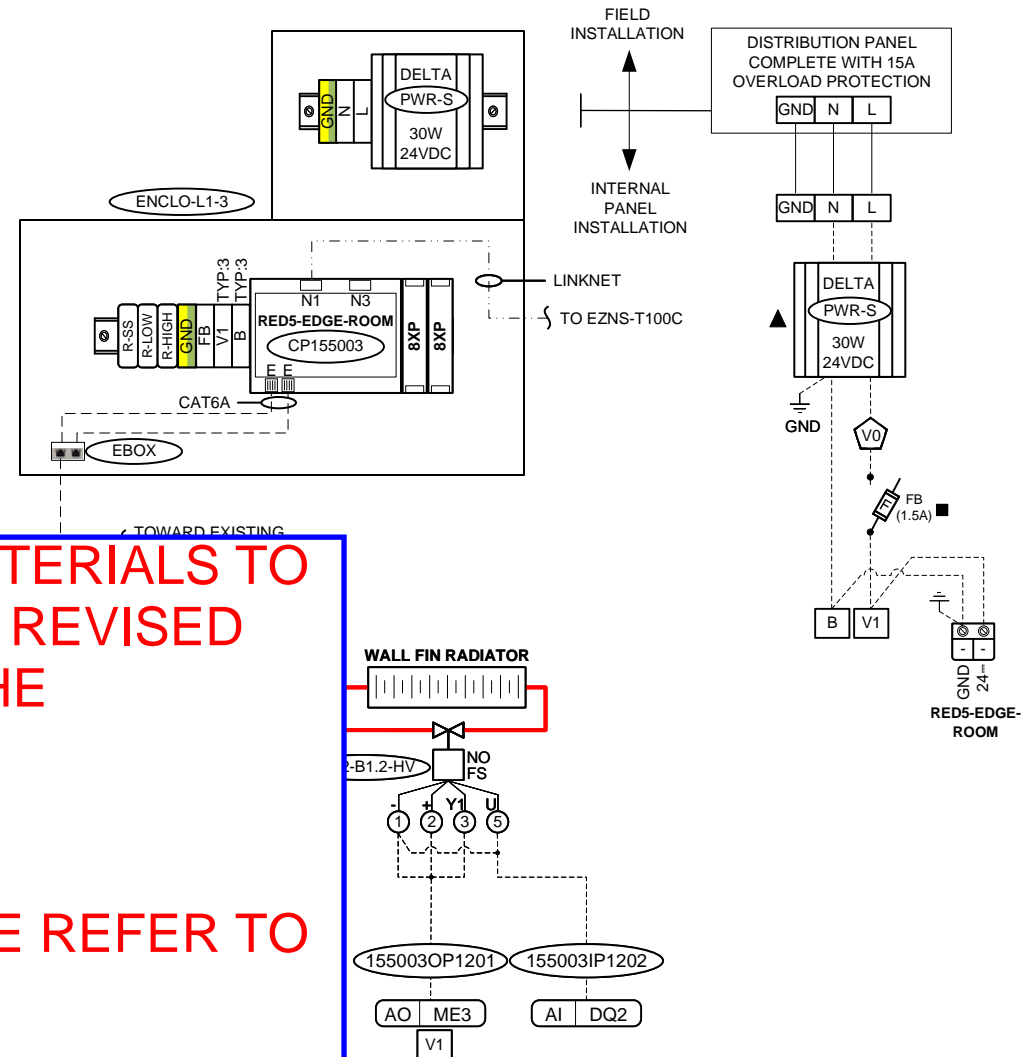 FIELD
INSTALLATION
DISTRIBUTION PANEL
COMPLETE WITH 15A
OVERLOAD PROTECTION
GND N L
DELTA
PWR-S
30W
24VDC
GND
N
L
INTERNAL
PANEL
INSTALLATION
GND N L
ENCLO-L1-3
LINKNET
TO EZNS-T100C
N1 N3
RED5-EDGE-ROOM
CP155003
8XP
8XP
E E
R-SS
R-LOW
R-HIGH
GND
FB
V1
B
TYP:3
TYP:3
CAT6A
EBOX
DELTA
PWR-S
30W
24VDC
GND
V0
F
FB
(1.5A)
B V1
- -
GND
24
RED5-EDGE-
ROOM
TOWARD EXISTING
TERIALS TO
REVISED
HE
E REFER TO
WALL FIN RADIATOR
2-B1.2-HV
NO
FS
- + Y1 U
1 2 3 5
155003OP1201 155003IP1202
AO ME3
AI DQ2
V1